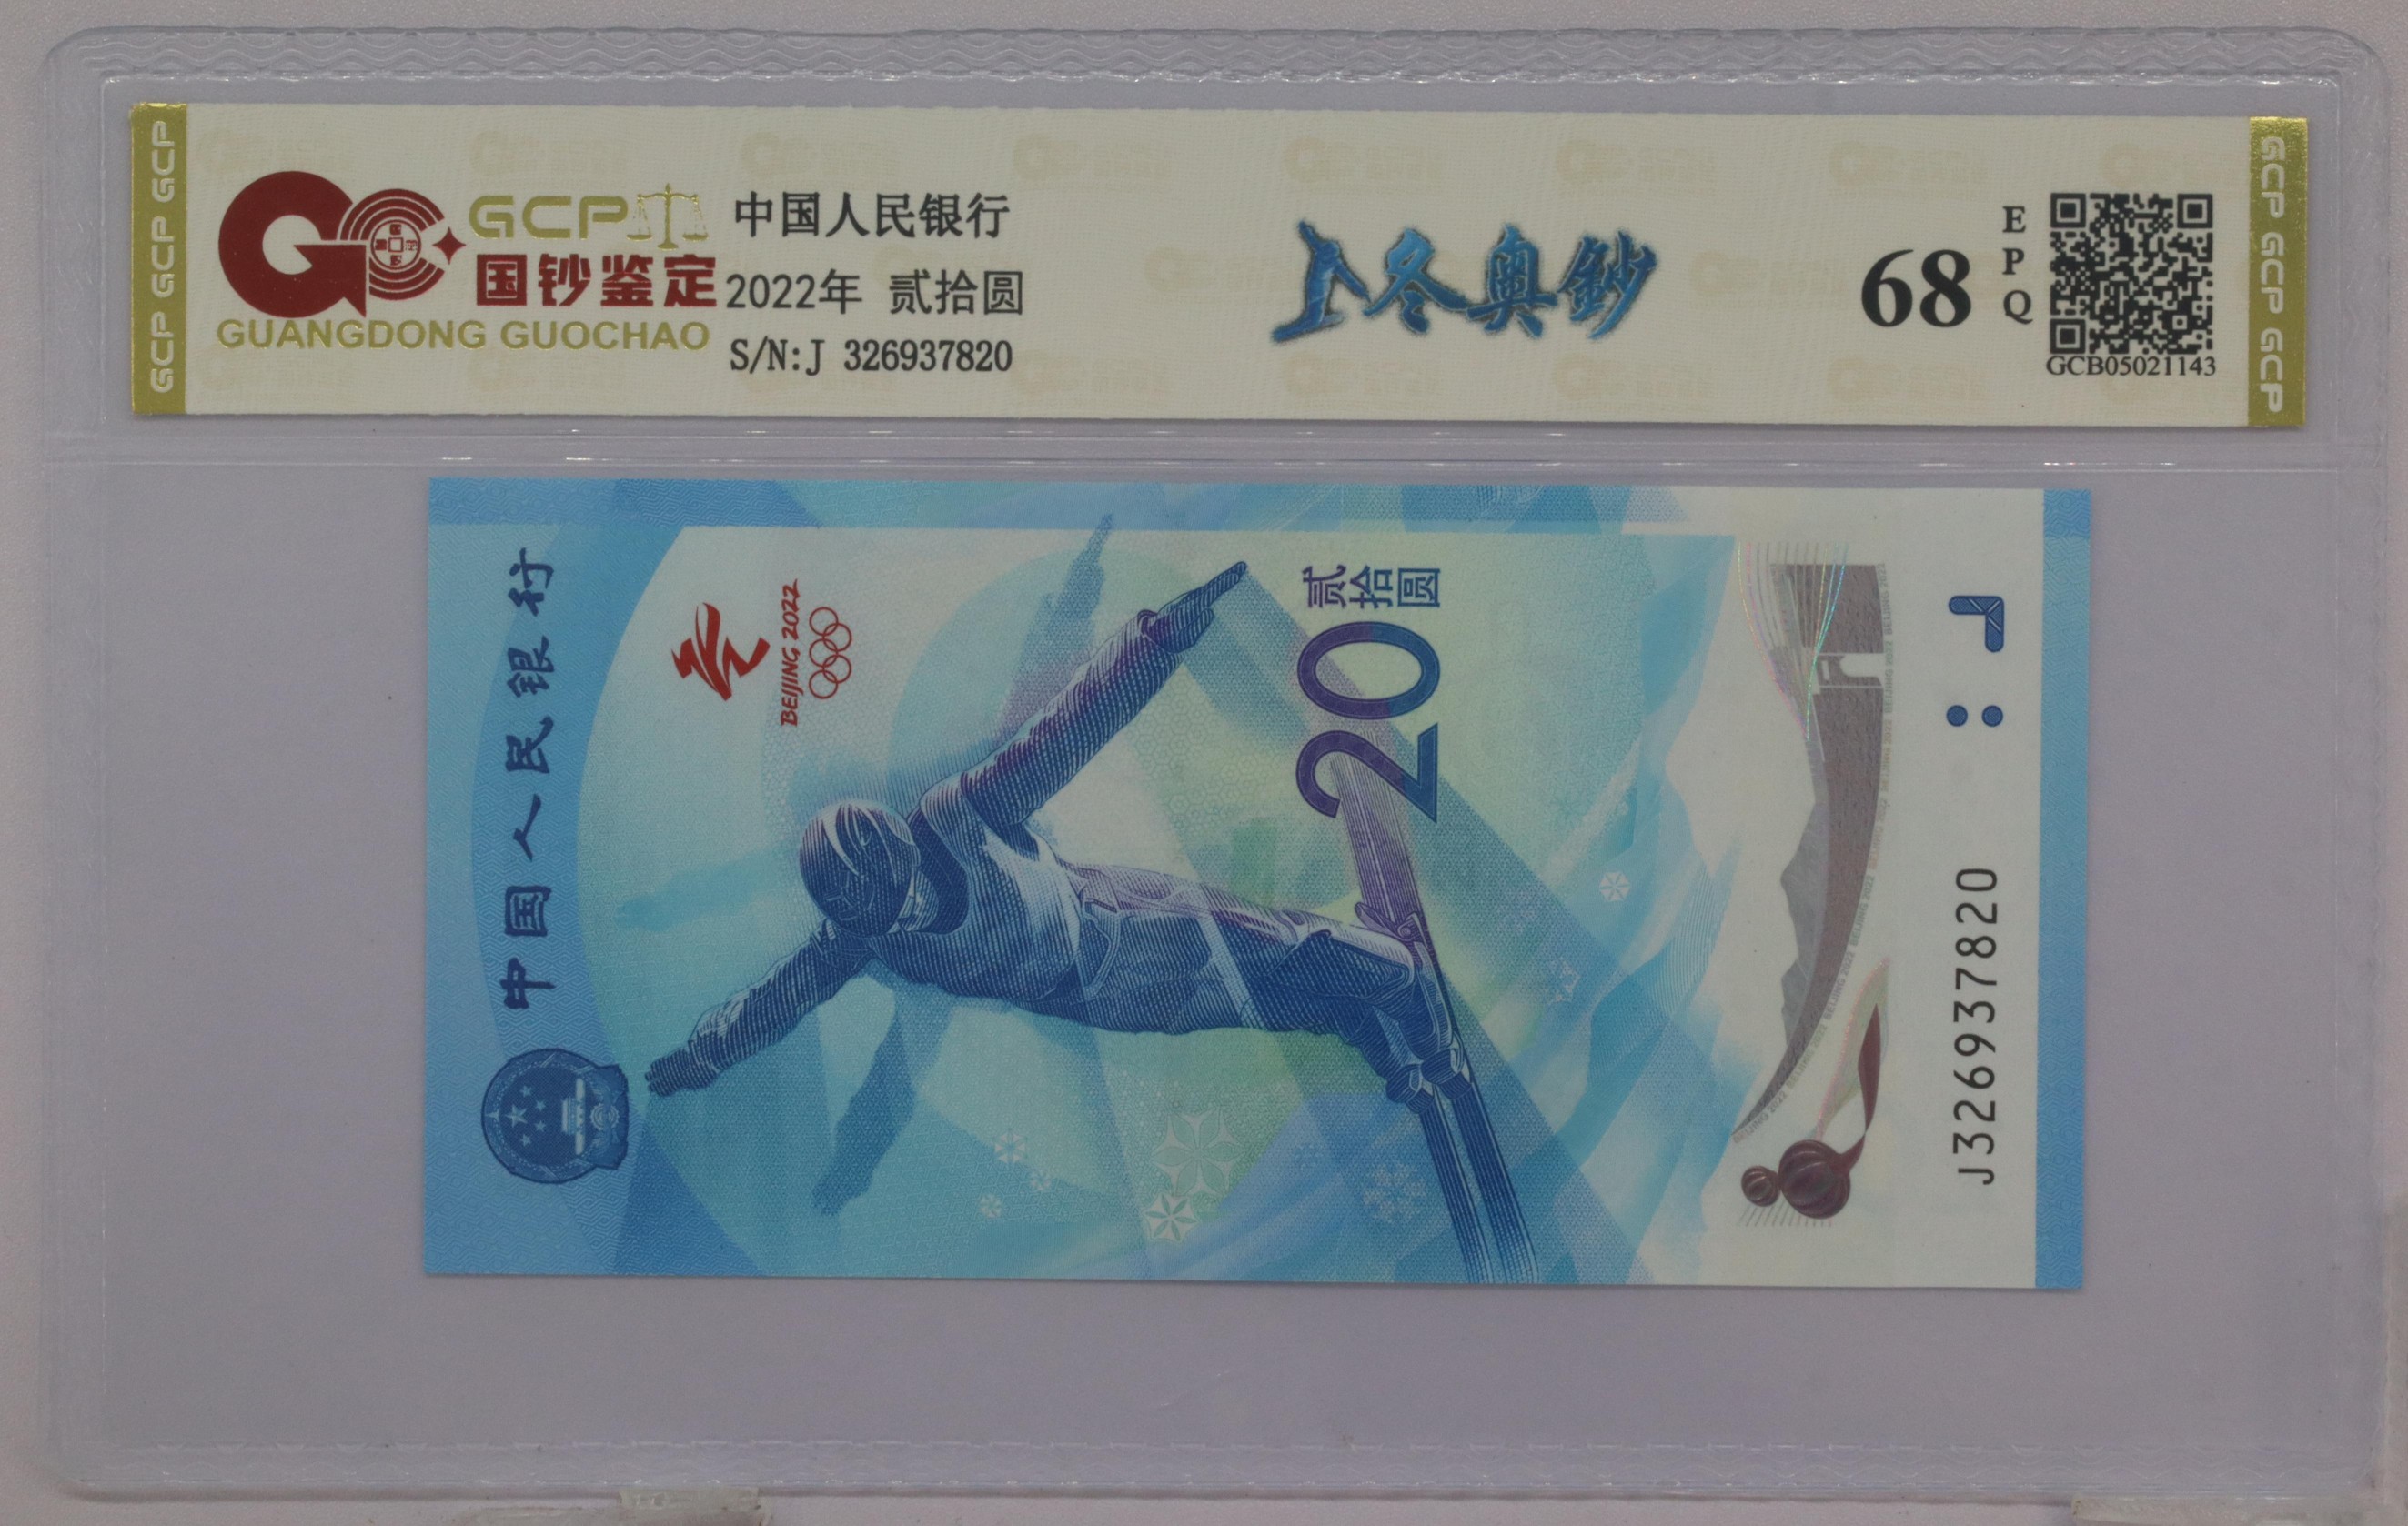 GCP GCP GCP
GCP
国钞鉴定
GUANGDONG GUOCHAO
中国人民银行
2022年 贰拾圆
S/N:J 326937820
冬奥鈔
68
EPQ
GCB05021143
GCP GCP GCP
中国人民银行
BEIJING 2022
贰拾圆
20
J326937820